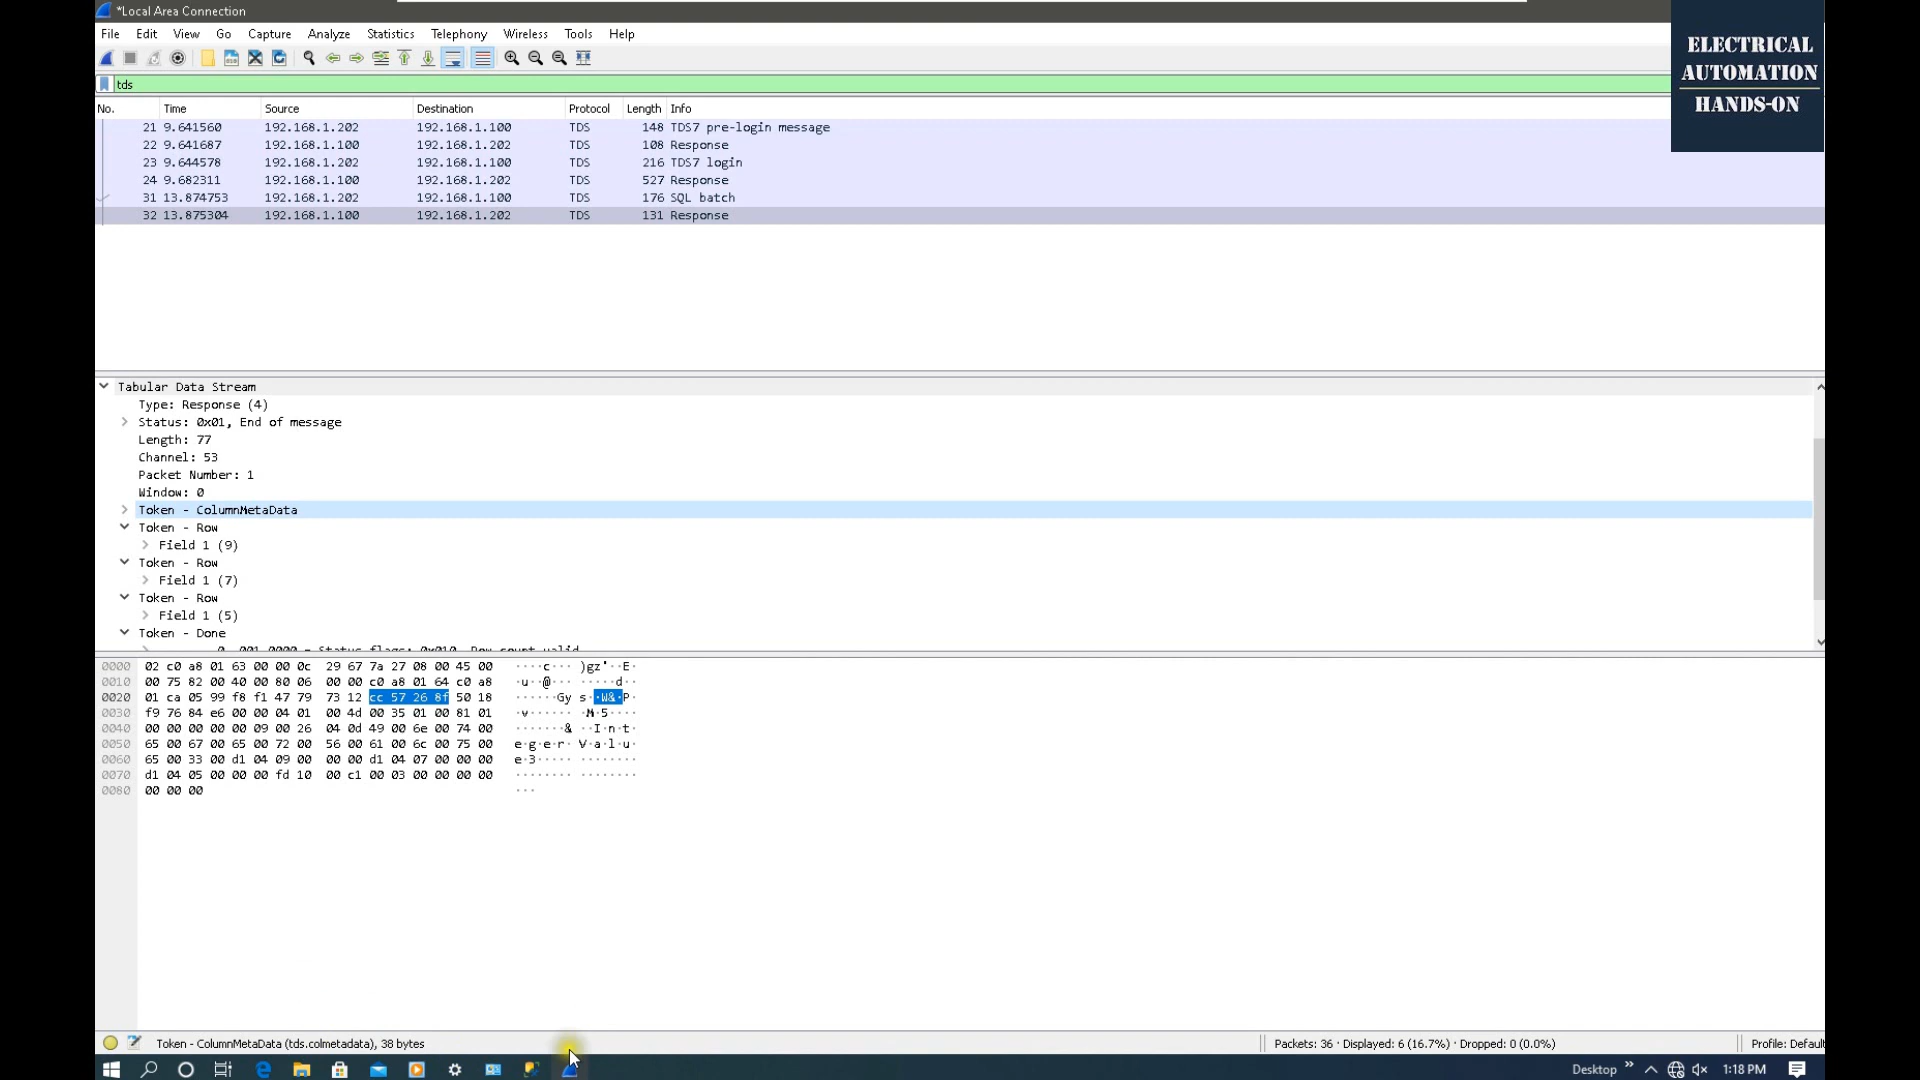 *Local Area Connection
File Edit View Go Capture Analyze Statistics Telephony Wireless Tools Help
ELECTRICAL
AUTOMATION
HANDS-ON
tds
No. Time Source Destination Protocol Length Info
21 9.641560 192.168.1.202 192.168.1.100 TDS 148 TDS7 pre-login message
22 9.641687 192.168.1.100 192.168.1.202 TDS 108 Response
23 9.644578 192.168.1.202 192.168.1.100 TDS 216 TDS7 login
24 9.682311 192.168.1.100 192.168.1.202 TDS 527 Response
31 13.874753 192.168.1.202 192.168.1.100 TDS 176 SQL batch
32 13.875304 192.168.1.100 192.168.1.202 TDS 131 Response
Tabular Data Stream
Type: Response (4)
Status: 0x01, End of message
Length: 77
Channel: 53
Packet Number: 1
Window: 0
Token - ColumnMetaData
Token - Row
Field 1 (9)
Token - Row
Field 1 (7)
Token - Row
Field 1 (5)
Token - Done
0000 02 c0 a8 01 63 00 00 0c 29 67 7a 27 08 00 45 00 ····c··· )gz'··E·
0010 00 75 82 00 40 00 80 06 00 00 c0 a8 01 64 c0 a8 ·u··@··· ·····d··
0020 01 ca 05 99 f8 f1 47 79 73 12 cc 57 26 8f 50 18 ······Gy s··W&·P·
0030 f9 76 84 e6 00 00 04 01 00 4d 00 35 01 00 81 01 ·v······ ·M·5····
0040 00 00 00 00 00 09 00 26 04 0d 49 00 6e 00 74 00 ·······& ··I·n·t·
0050 65 00 67 00 65 00 72 00 56 00 61 00 6c 00 75 00 e·g·e·r· V·a·l·u·
0060 65 00 33 00 d1 04 09 00 00 00 d1 04 07 00 00 00 e·3····· ········
0070 d1 04 05 00 00 00 fd 10 00 c1 00 03 00 00 00 00 ········ ········
0080 00 00 00 ···
Token - ColumnMetaData (tds.colmetadata), 38 bytes
Packets: 36 · Displayed: 6 (16.7%) · Dropped: 0 (0.0%)
Profile: Default
Desktop
1:18 PM